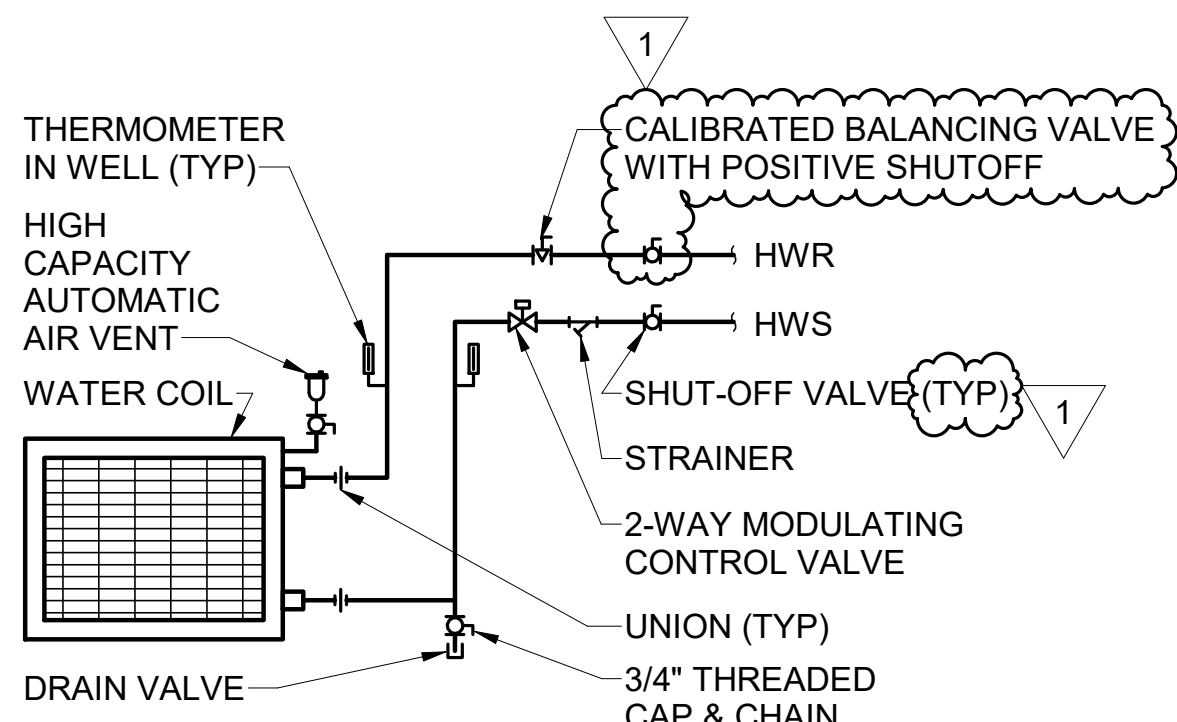 1
THERMOMETER
IN WELL (TYP)
CALIBRATED BALANCING VALVE
WITH POSITIVE SHUTOFF
HIGH
CAPACITY
AUTOMATIC
AIR VENT
HWR
HWS
WATER COIL
SHUT-OFF VALVE (TYP)
1
STRAINER
2-WAY MODULATING
CONTROL VALVE
UNION (TYP)
DRAIN VALVE
3/4" THREADED
CAP & CHAIN